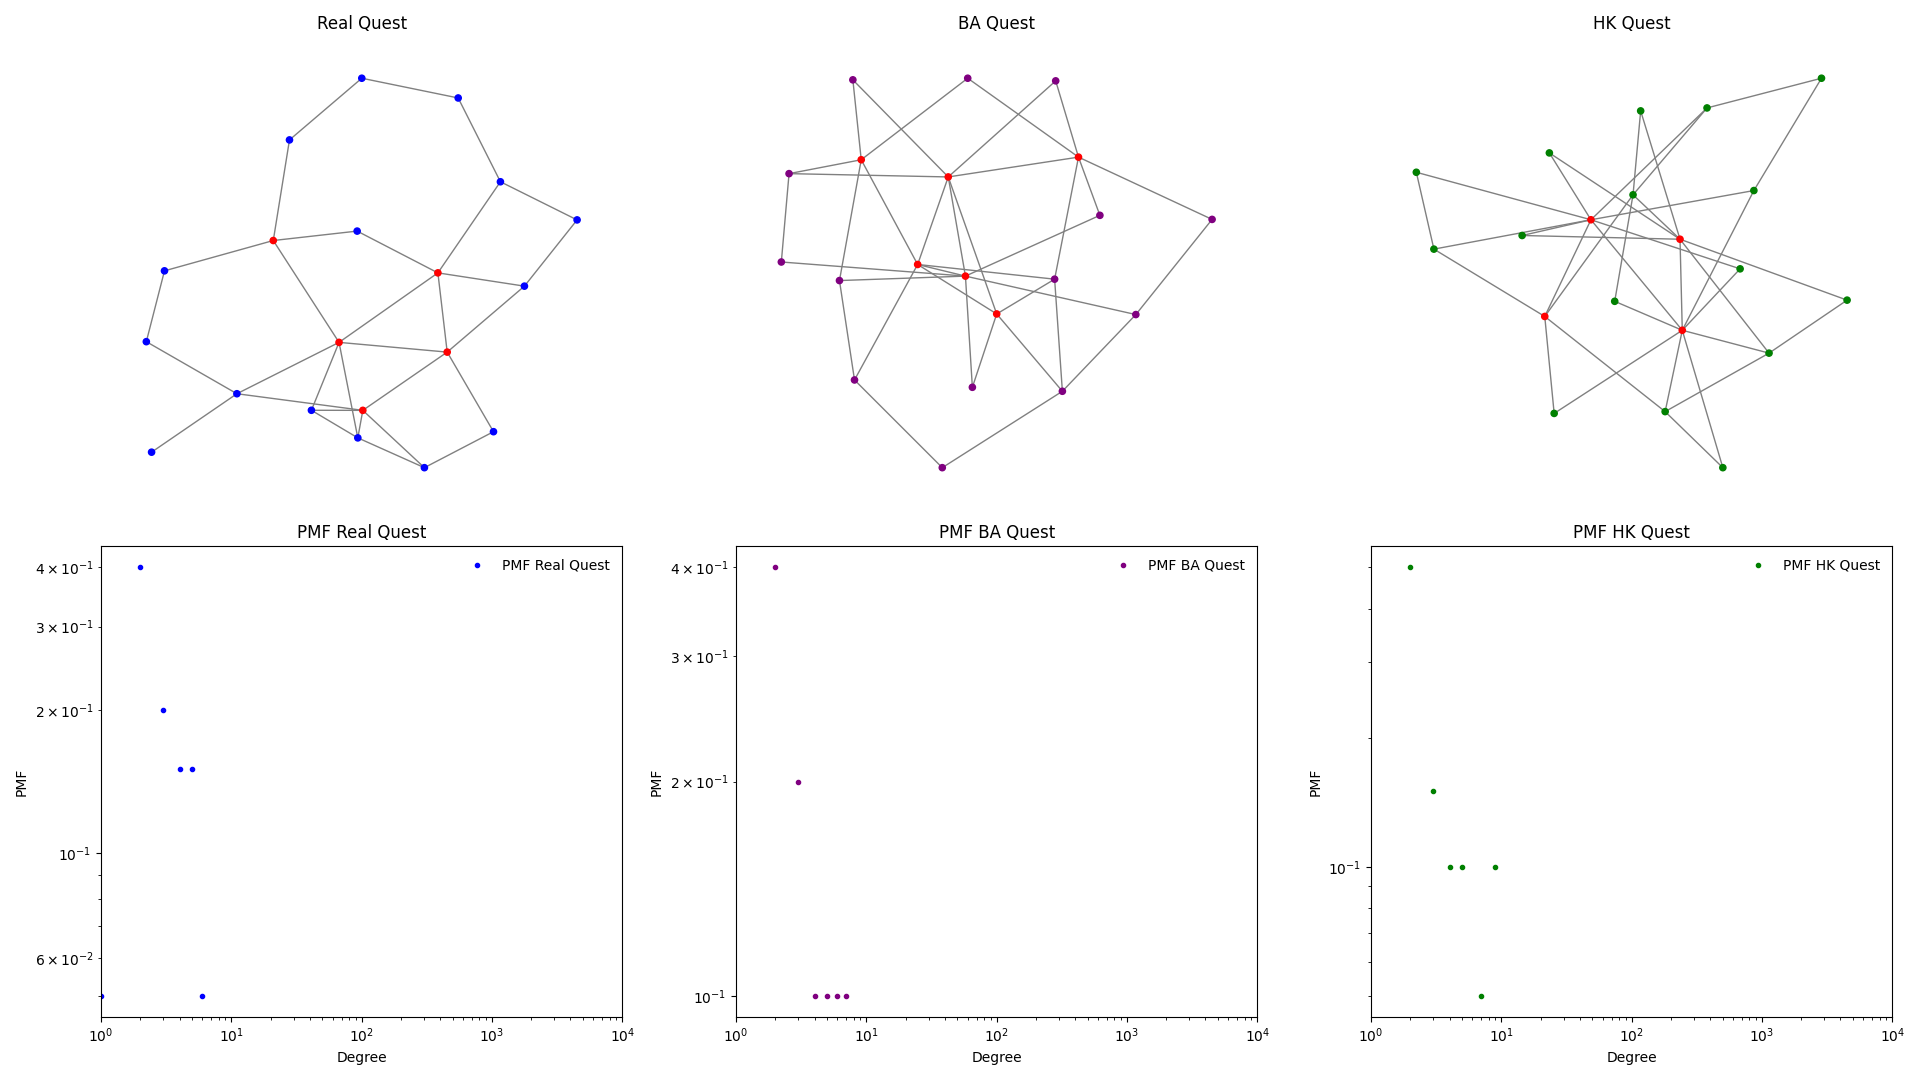 Real Quest
BA Quest
HK Quest
PMF Real Quest
4 × 10⁻¹
3 × 10⁻¹
2 × 10⁻¹
10⁻¹
6 × 10⁻²
PMF
PMF Real Quest
10⁰
10¹
10²
10³
10⁴
Degree
PMF BA Quest
4 × 10⁻¹
3 × 10⁻¹
2 × 10⁻¹
10⁻¹
PMF
PMF BA Quest
10⁰
10¹
10²
10³
10⁴
Degree
PMF HK Quest
10⁻¹
PMF
PMF HK Quest
10⁰
10¹
10²
10³
10⁴
Degree